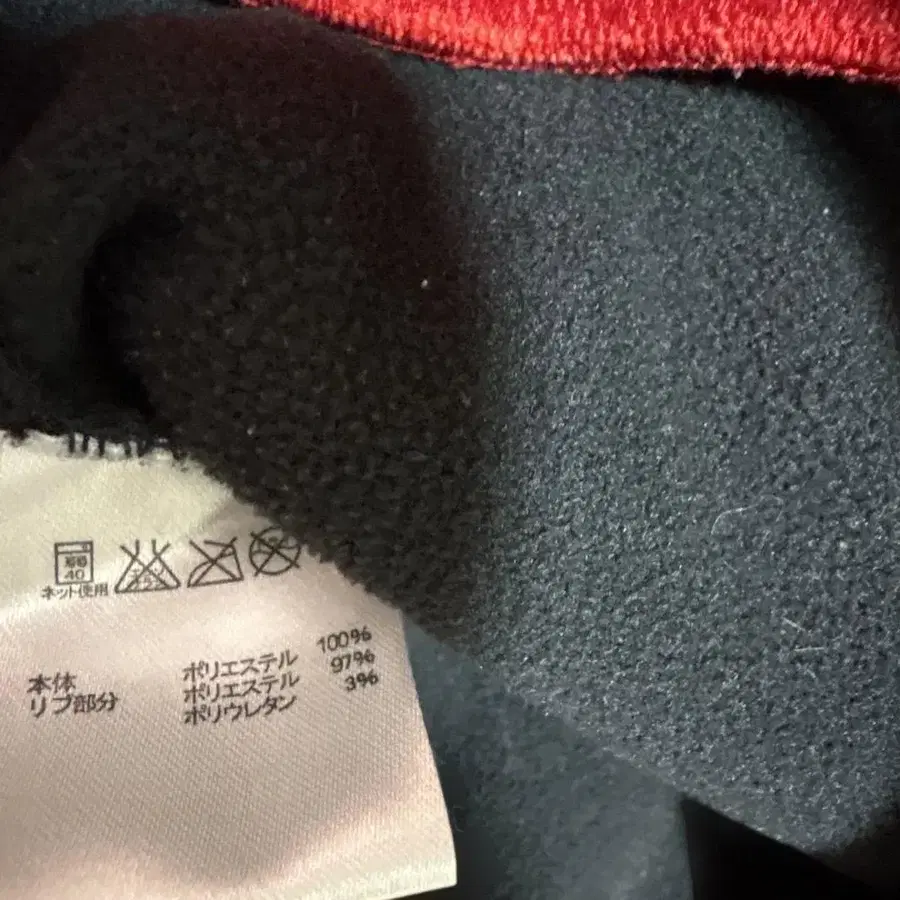 40
ネット使用
ポリエステル 100%
本体 ポリエステル 97%
リブ部分 ポリウレタン 3%